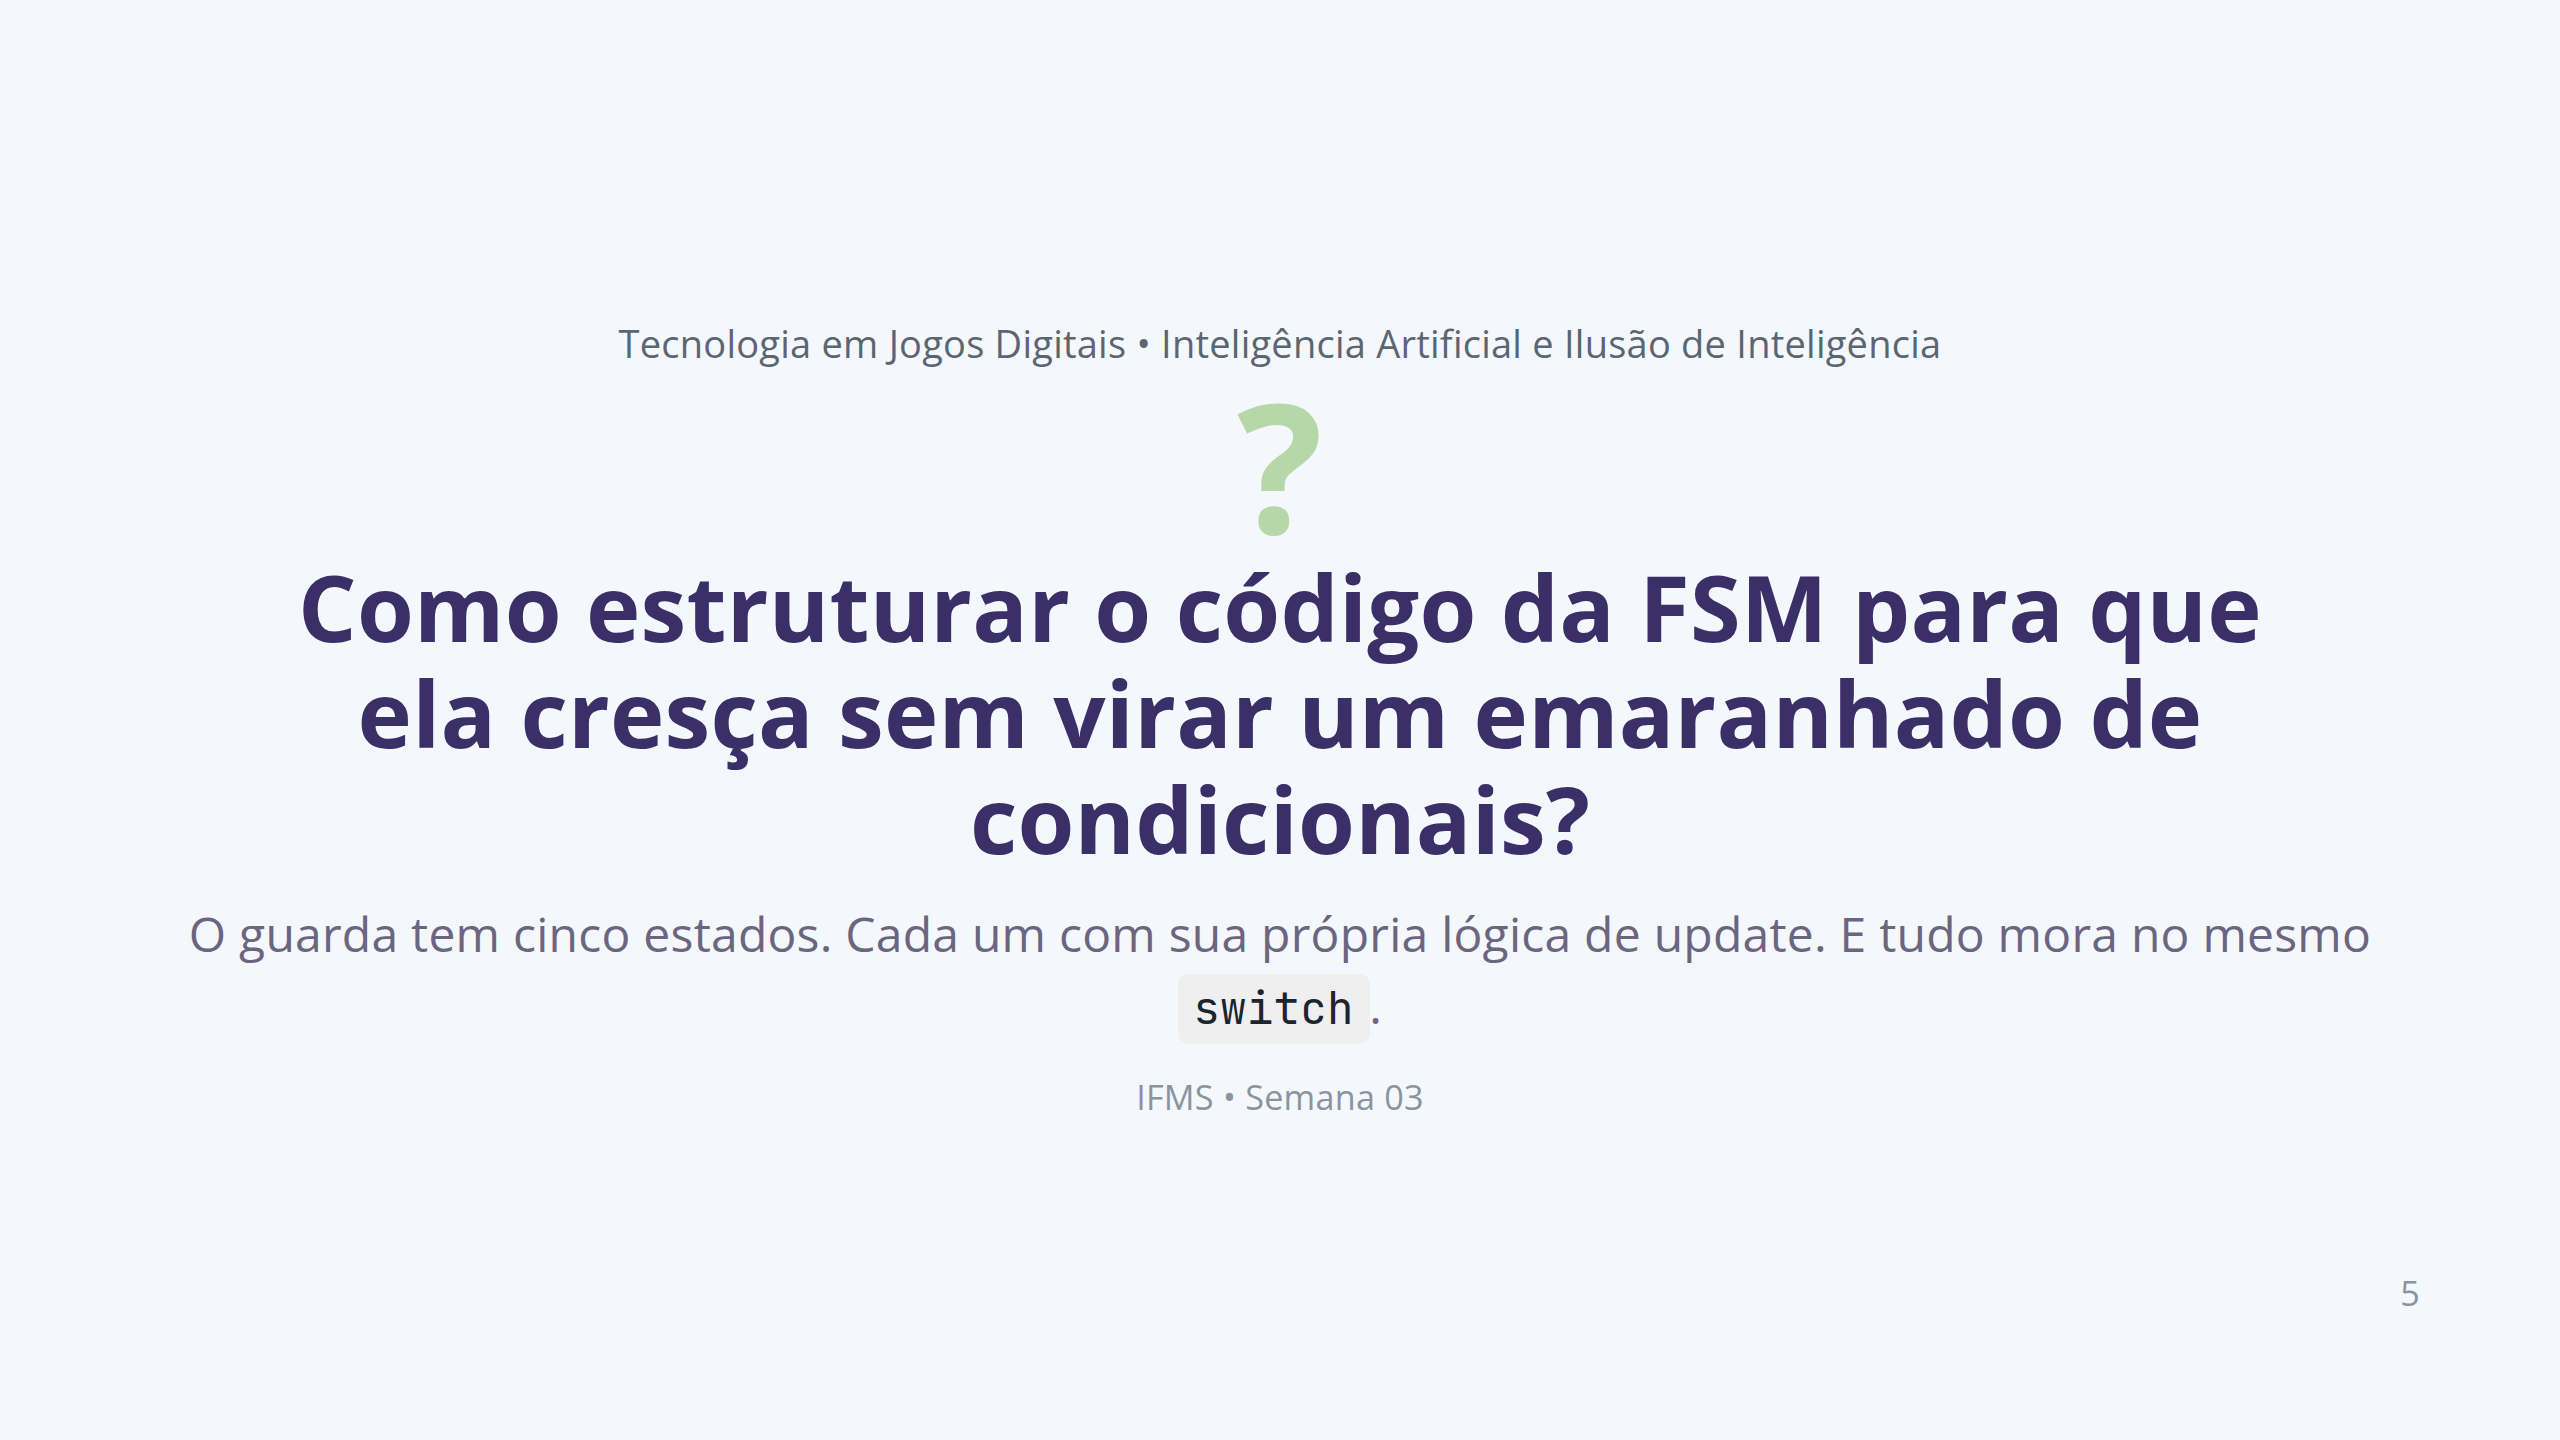 Tecnologia em Jogos Digitais • Inteligência Artificial e Ilusão de Inteligência
?
Como estruturar o código da FSM para que
ela cresça sem virar um emaranhado de
condicionais?
O guarda tem cinco estados. Cada um com sua própria lógica de update. E tudo mora no mesmo
switch.
IFMS • Semana 03
5